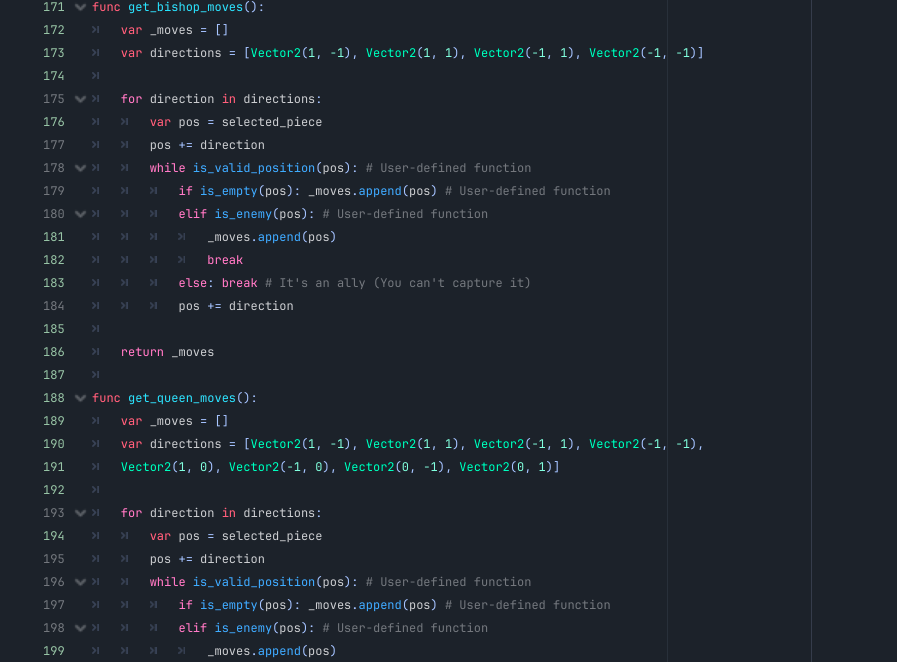 171 func get_bishop_moves():
172 var _moves = []
173 var directions = [Vector2(1, -1), Vector2(1, 1), Vector2(-1, 1), Vector2(-1, -1)]
174
175 for direction in directions:
176 var pos = selected_piece
177 pos += direction
178 while is_valid_position(pos): # User-defined function
179 if is_empty(pos): _moves.append(pos) # User-defined function
180 elif is_enemy(pos): # User-defined function
181 _moves.append(pos)
182 break
183 else: break # It's an ally (You can't capture it)
184 pos += direction
185
186 return _moves
187
188 func get_queen_moves():
189 var _moves = []
190 var directions = [Vector2(1, -1), Vector2(1, 1), Vector2(-1, 1), Vector2(-1, -1),
191 Vector2(1, 0), Vector2(-1, 0), Vector2(0, -1), Vector2(0, 1)]
192
193 for direction in directions:
194 var pos = selected_piece
195 pos += direction
196 while is_valid_position(pos): # User-defined function
197 if is_empty(pos): _moves.append(pos) # User-defined function
198 elif is_enemy(pos): # User-defined function
199 _moves.append(pos)